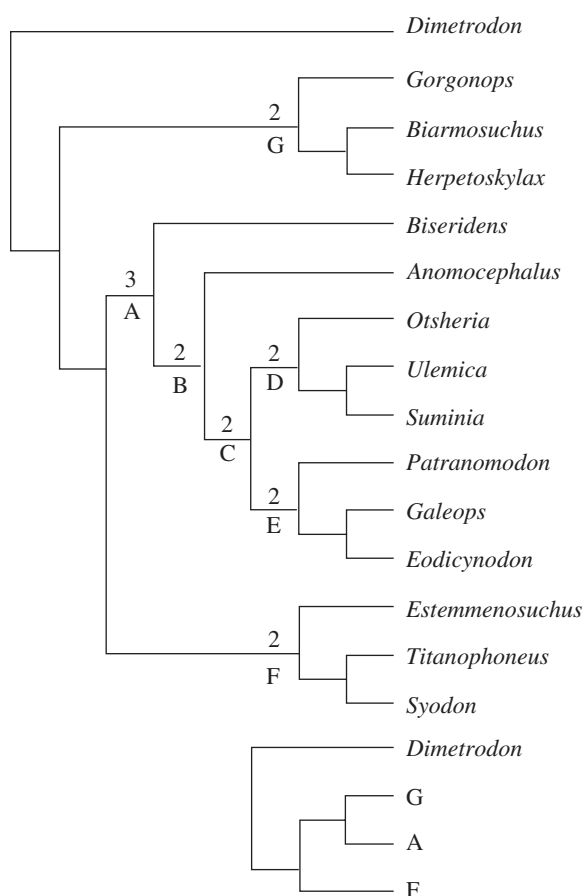 Dimetrodon
Gorgonops
2
G
Biarmosuchus
Herpetoskylax
Biseridens
3
A
Anomocephalus
Otsheria
2
B
2
D
Ulemica
Suminia
2
C
Patranomodon
2
E
Galeops
Eodicynodon
Estemmenosuchus
2
F
Titanophoneus
Syodon
Dimetrodon
G
A
F